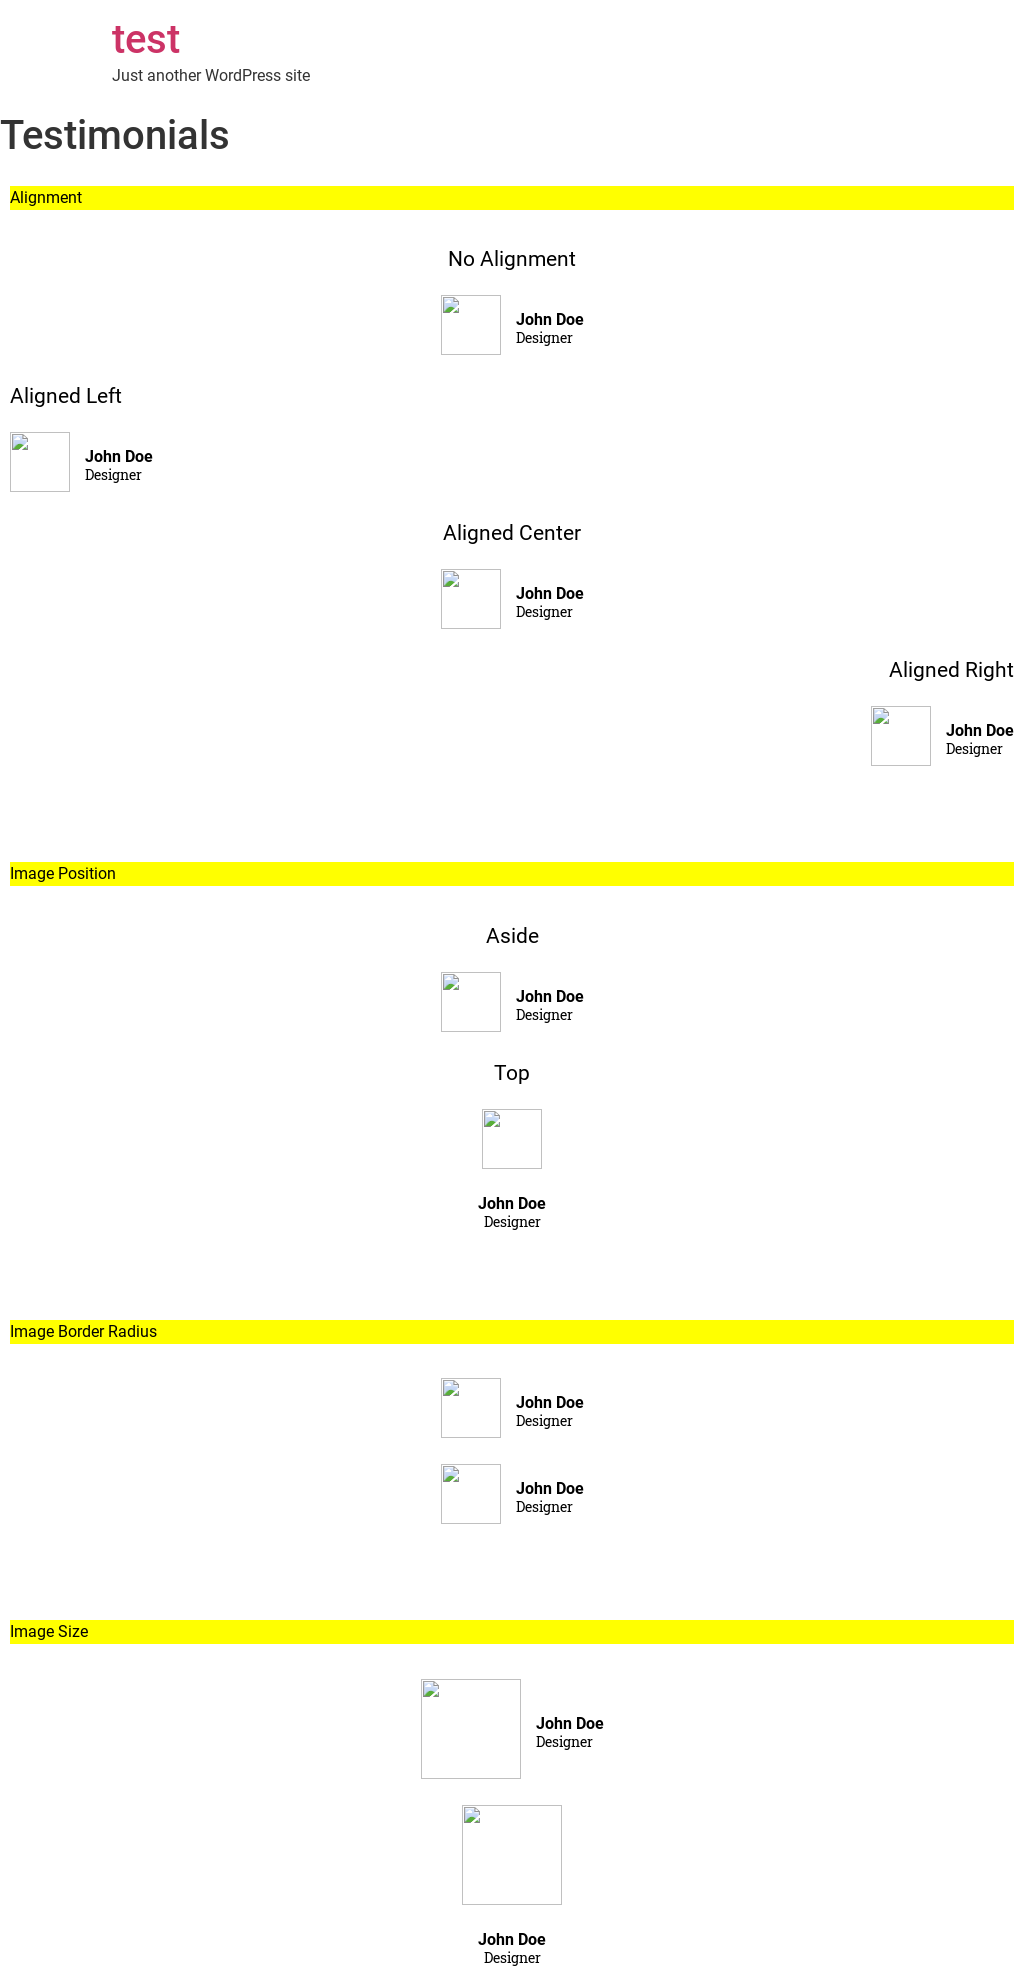 test
Just another WordPress site
Testimonials
Alignment
No Alignment
John Doe
Designer
Aligned Left
John Doe
Designer
Aligned Center
John Doe
Designer
Aligned Right
John Doe
Designer
Image Position
Aside
John Doe
Designer
Top
John Doe
Designer
Image Border Radius
John Doe
Designer
John Doe
Designer
Image Size
John Doe
Designer
John Doe
Designer